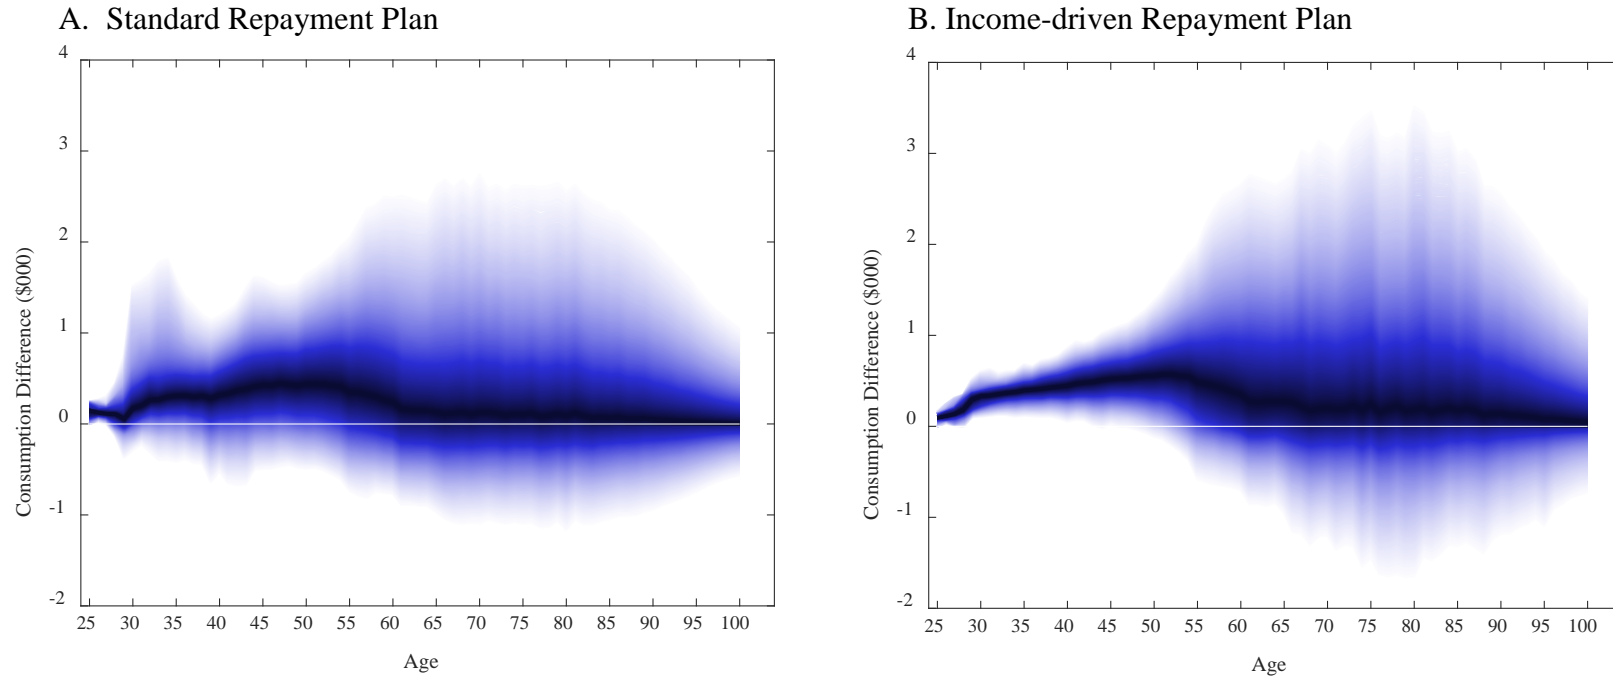 A. Standard Repayment Plan
4
3
2
1
0
-1
-2
Consumption Difference ($000)
25 30 35 40 45 50 55 60 65 70 75 80 85 90 95 100
Age
B. Income-driven Repayment Plan
4
3
2
1
0
-1
-2
Consumption Difference ($000)
25 30 35 40 45 50 55 60 65 70 75 80 85 90 95 100
Age